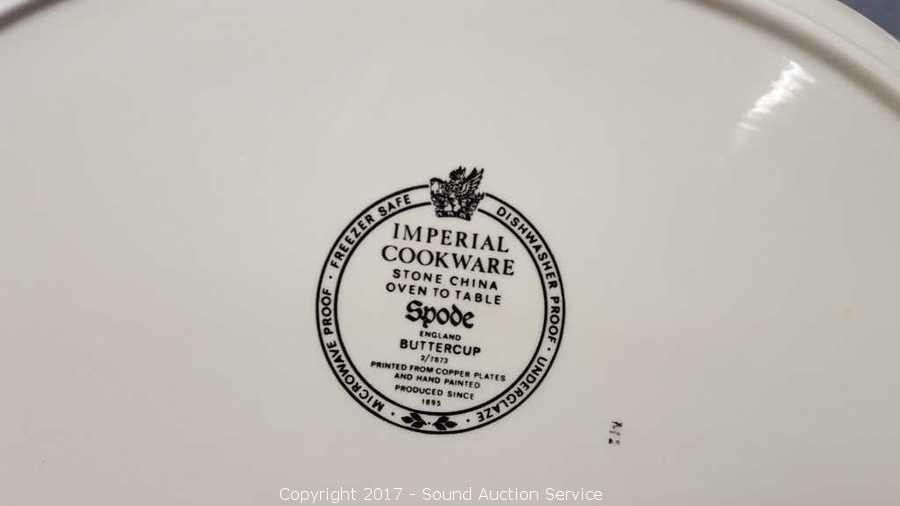 MICROWAVE PROOF · FREEZER SAFE
DISHWASHER PROOF · UNDERGLAZE ·
IMPERIAL
COOKWARE
STONE CHINA
OVEN TO TABLE
Spode
ENGLAND
BUTTERCUP
2/7873
PRINTED FROM COPPER PLATES
AND HAND PAINTED
PRODUCED SINCE
1895
Copyright 2017 - Sound Auction Service